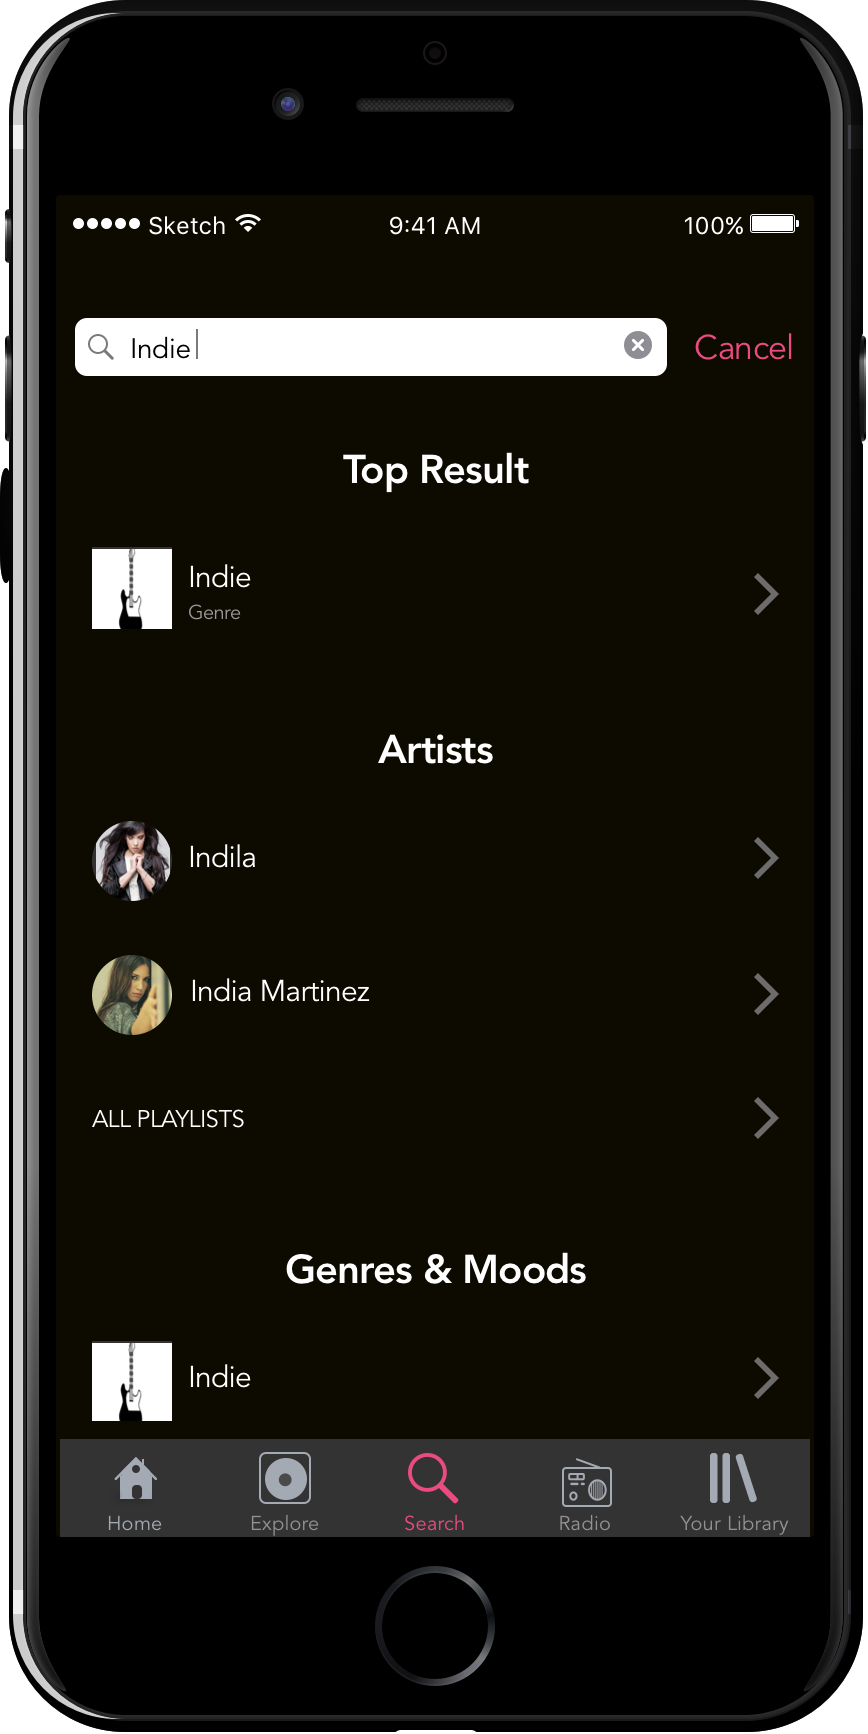 Sketch 9:41 AM 100%
Indie Cancel
Top Result
Indie
Genre
Artists
Indila
India Martinez
ALL PLAYLISTS
Genres & Moods
Indie
Home Explore Search Radio Your Library